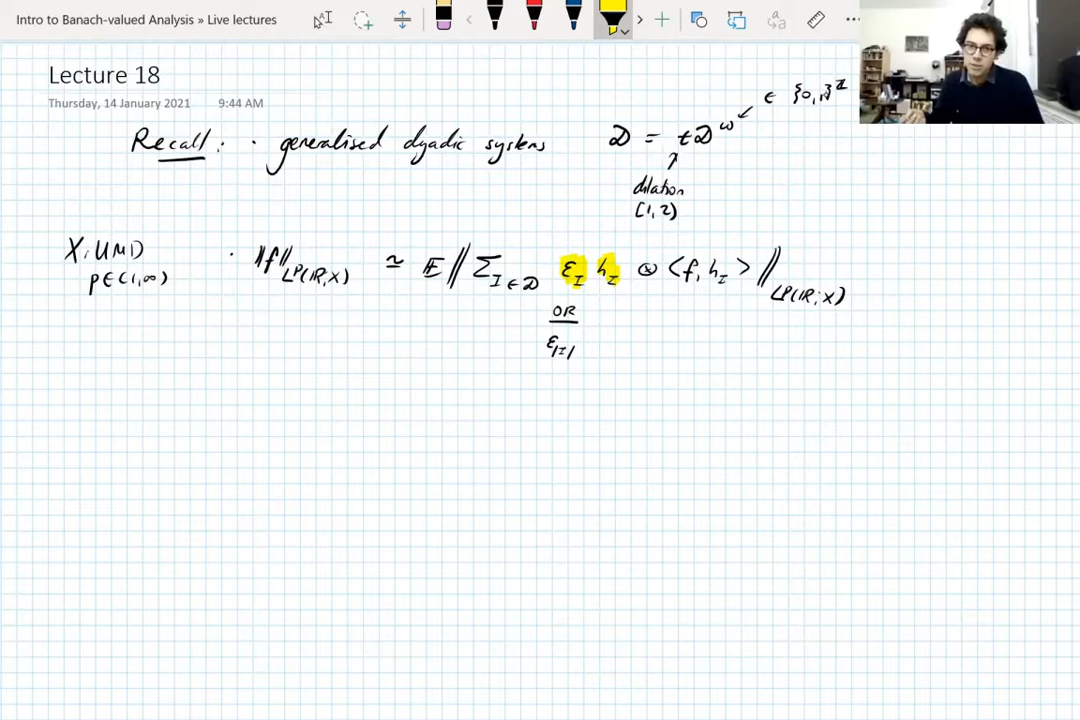 Intro to Banach-valued Analysis » Live lectures
Lecture 18
Thursday, 14 January 2021 9:44 AM
Recall: · generalised dyadic systems 𝒟 = t𝒟^ω ∈ {0,1}^ℤ
dilation
[1,2)
X: UMD
p∈(1,∞)
· ‖f‖_{L^p(ℝ;X)} ≃ 𝔼‖Σ_{I∈𝒟} ε_I h_I ⊗ <f, h_I>‖_{L^p(ℝ;X)}
OR
ε_{|I|}